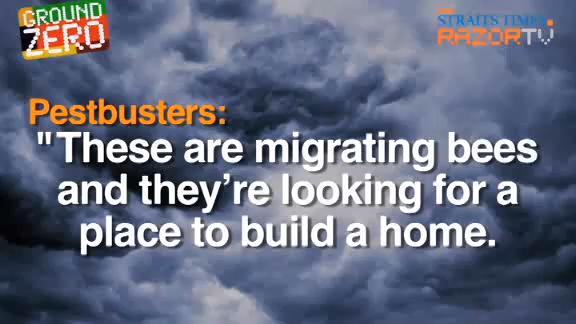 GROUND
ZERO
THE STRAITS TIMES
RAZORTV
Pestbusters:
"These are migrating bees
and they’re looking for a
place to build a home.